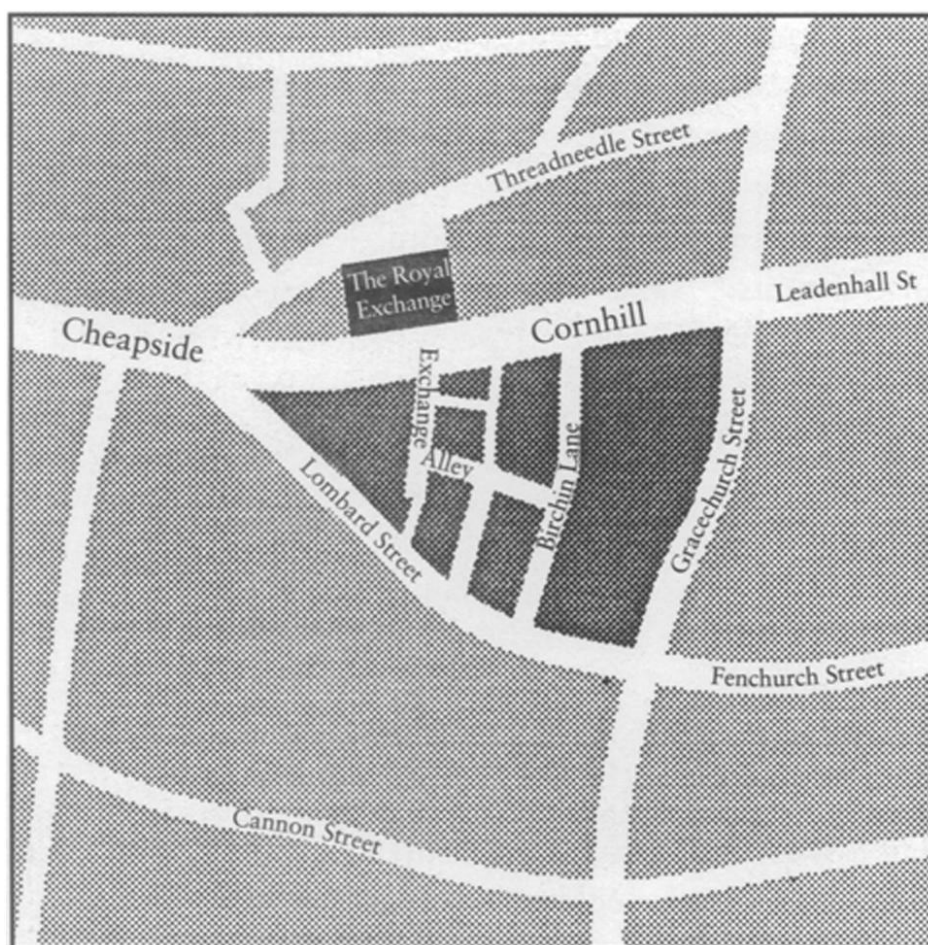 Threadneedle Street
The Royal
Exchange
Leadenhall St
Cornhill
Cheapside
Exchange
Alley
Birchin Lane
Gracechurch Street
Lombard Street
Fenchurch Street
Cannon Street